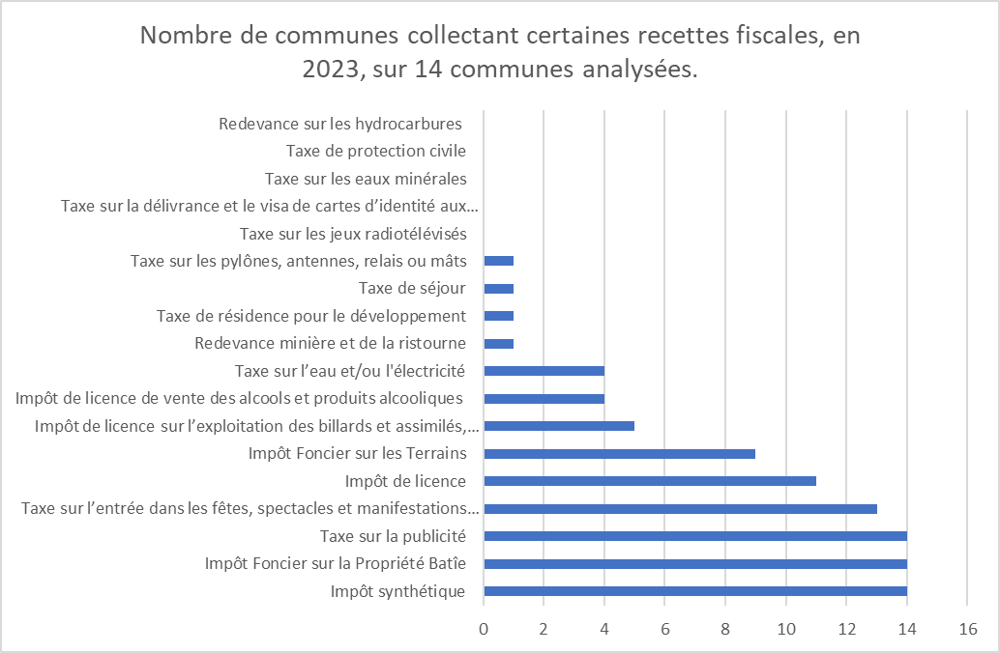 Nombre de communes collectant certaines recettes fiscales, en
2023, sur 14 communes analysées.
Redevance sur les hydrocarbures
Taxe de protection civile
Taxe sur les eaux minérales
Taxe sur la délivrance et le visa de cartes d’identité aux…
Taxe sur les jeux radiotélévisés
Taxe sur les pylônes, antennes, relais ou mâts
Taxe de séjour
Taxe de résidence pour le développement
Redevance minière et de la ristourne
Taxe sur l’eau et/ou l'électricité
Impôt de licence de vente des alcools et produits alcooliques
Impôt de licence sur l’exploitation des billards et assimilés,…
Impôt Foncier sur les Terrains
Impôt de licence
Taxe sur l’entrée dans les fêtes, spectacles et manifestations…
Taxe sur la publicité
Impôt Foncier sur la Propriété Batîe
Impôt synthétique
0 2 4 6 8 10 12 14 16